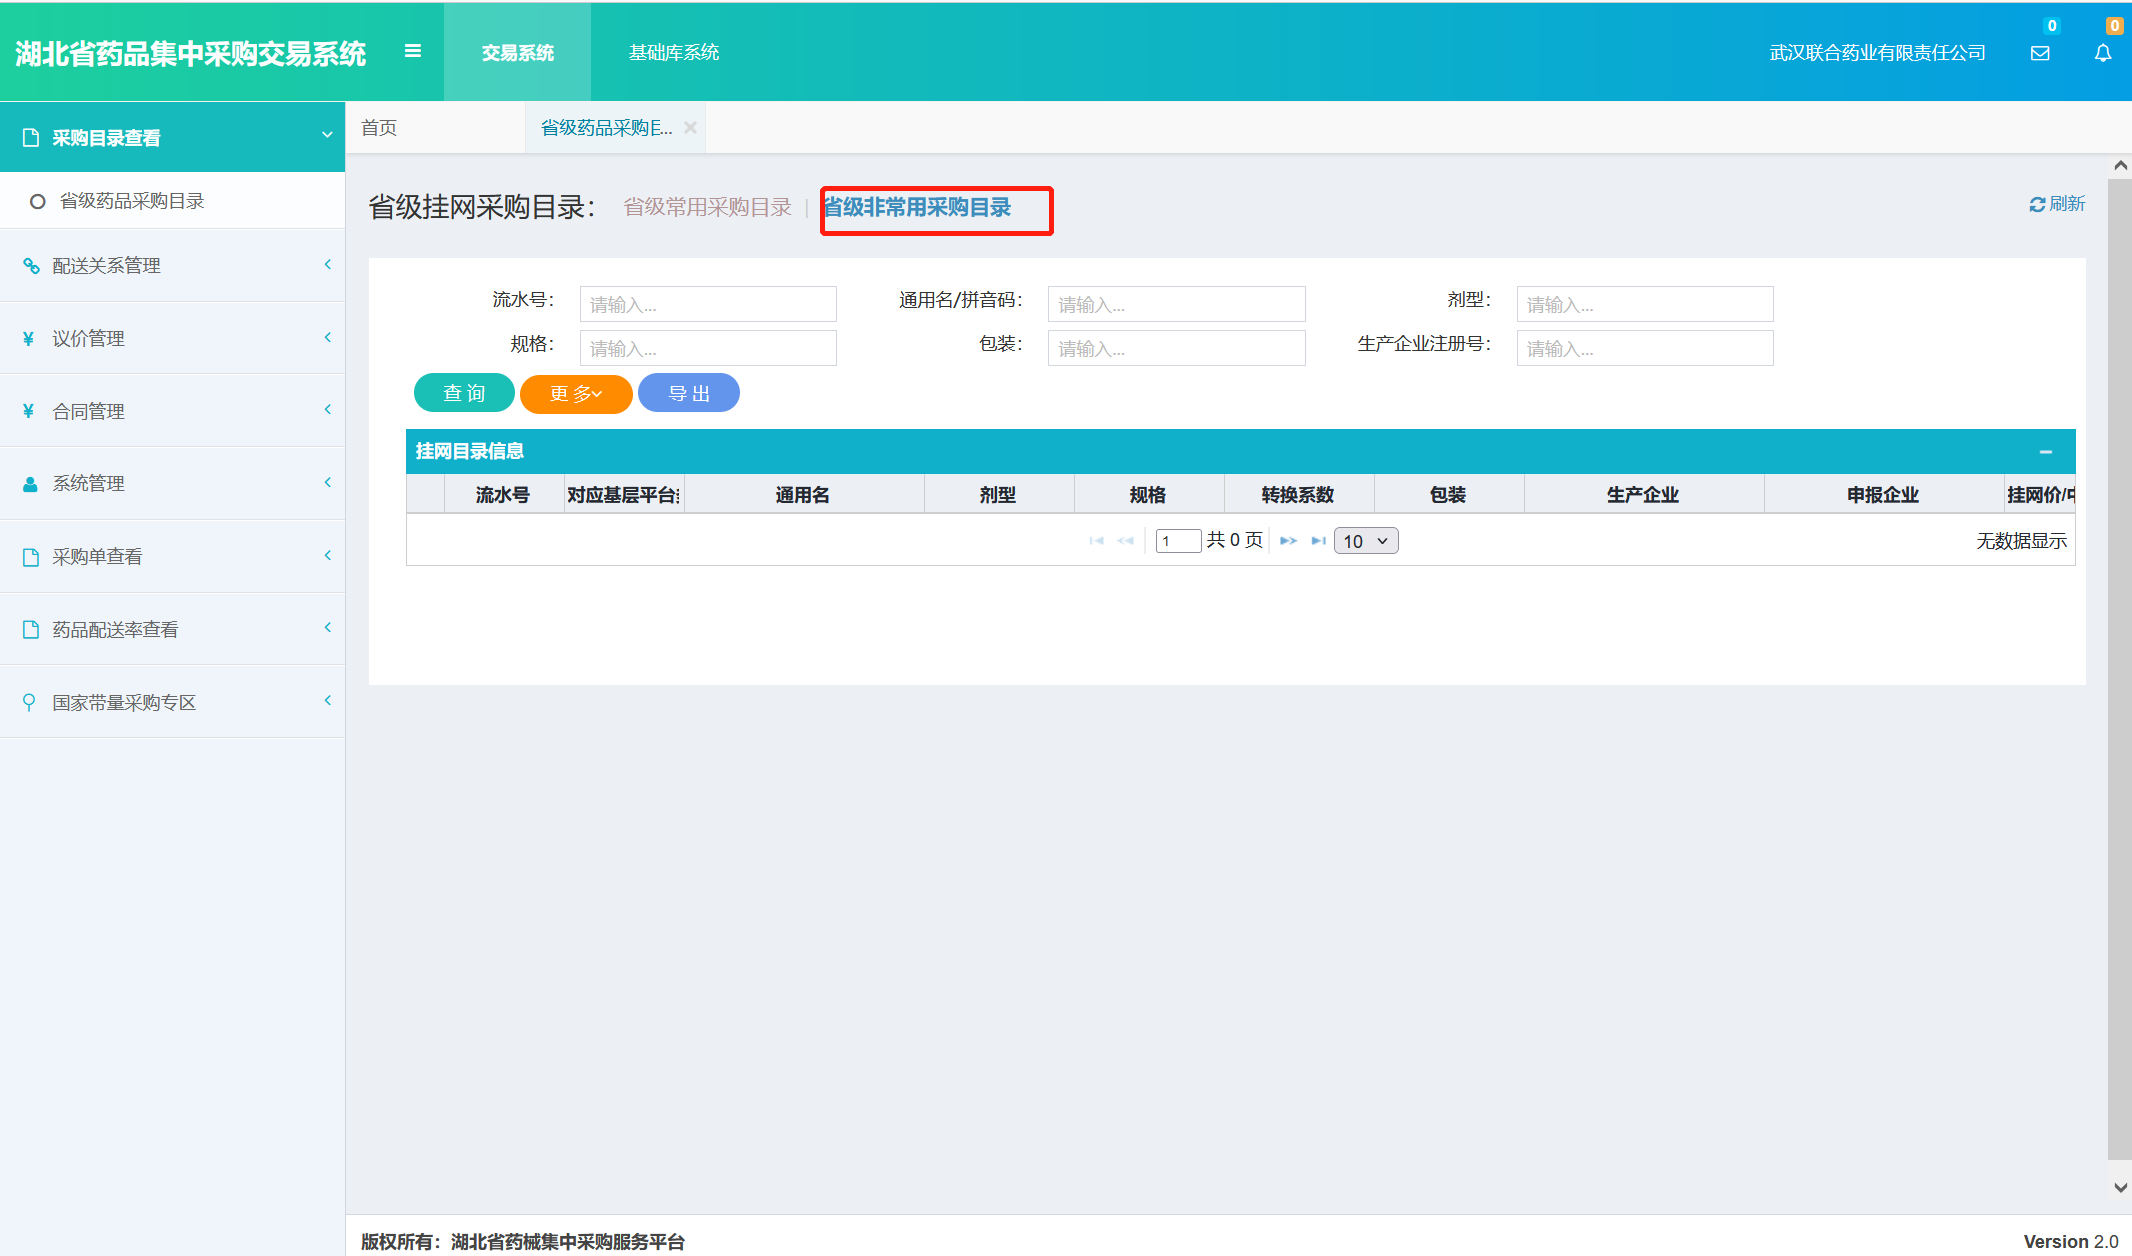 湖北省药品集中采购交易系统
交易系统
基础库系统
武汉联合药业有限责任公司
0
0
采购目录查看
省级药品采购目录
配送关系管理
¥ 议价管理
¥ 合同管理
系统管理
采购单查看
药品配送率查看
国家带量采购专区
首页
省级药品采购E...
省级挂网采购目录： 省级常用采购目录 | 省级非常用采购目录
刷新
流水号： 请输入... 通用名/拼音码： 请输入... 剂型： 请输入...
规格： 请输入... 包装： 请输入... 生产企业注册号： 请输入...
查 询 更 多 导 出
挂网目录信息
流水号 对应基层平台 通用名 剂型 规格 转换系数 包装 生产企业 申报企业 挂网价/
1 共 0 页 10 无数据显示
版权所有：湖北省药械集中采购服务平台
Version 2.0